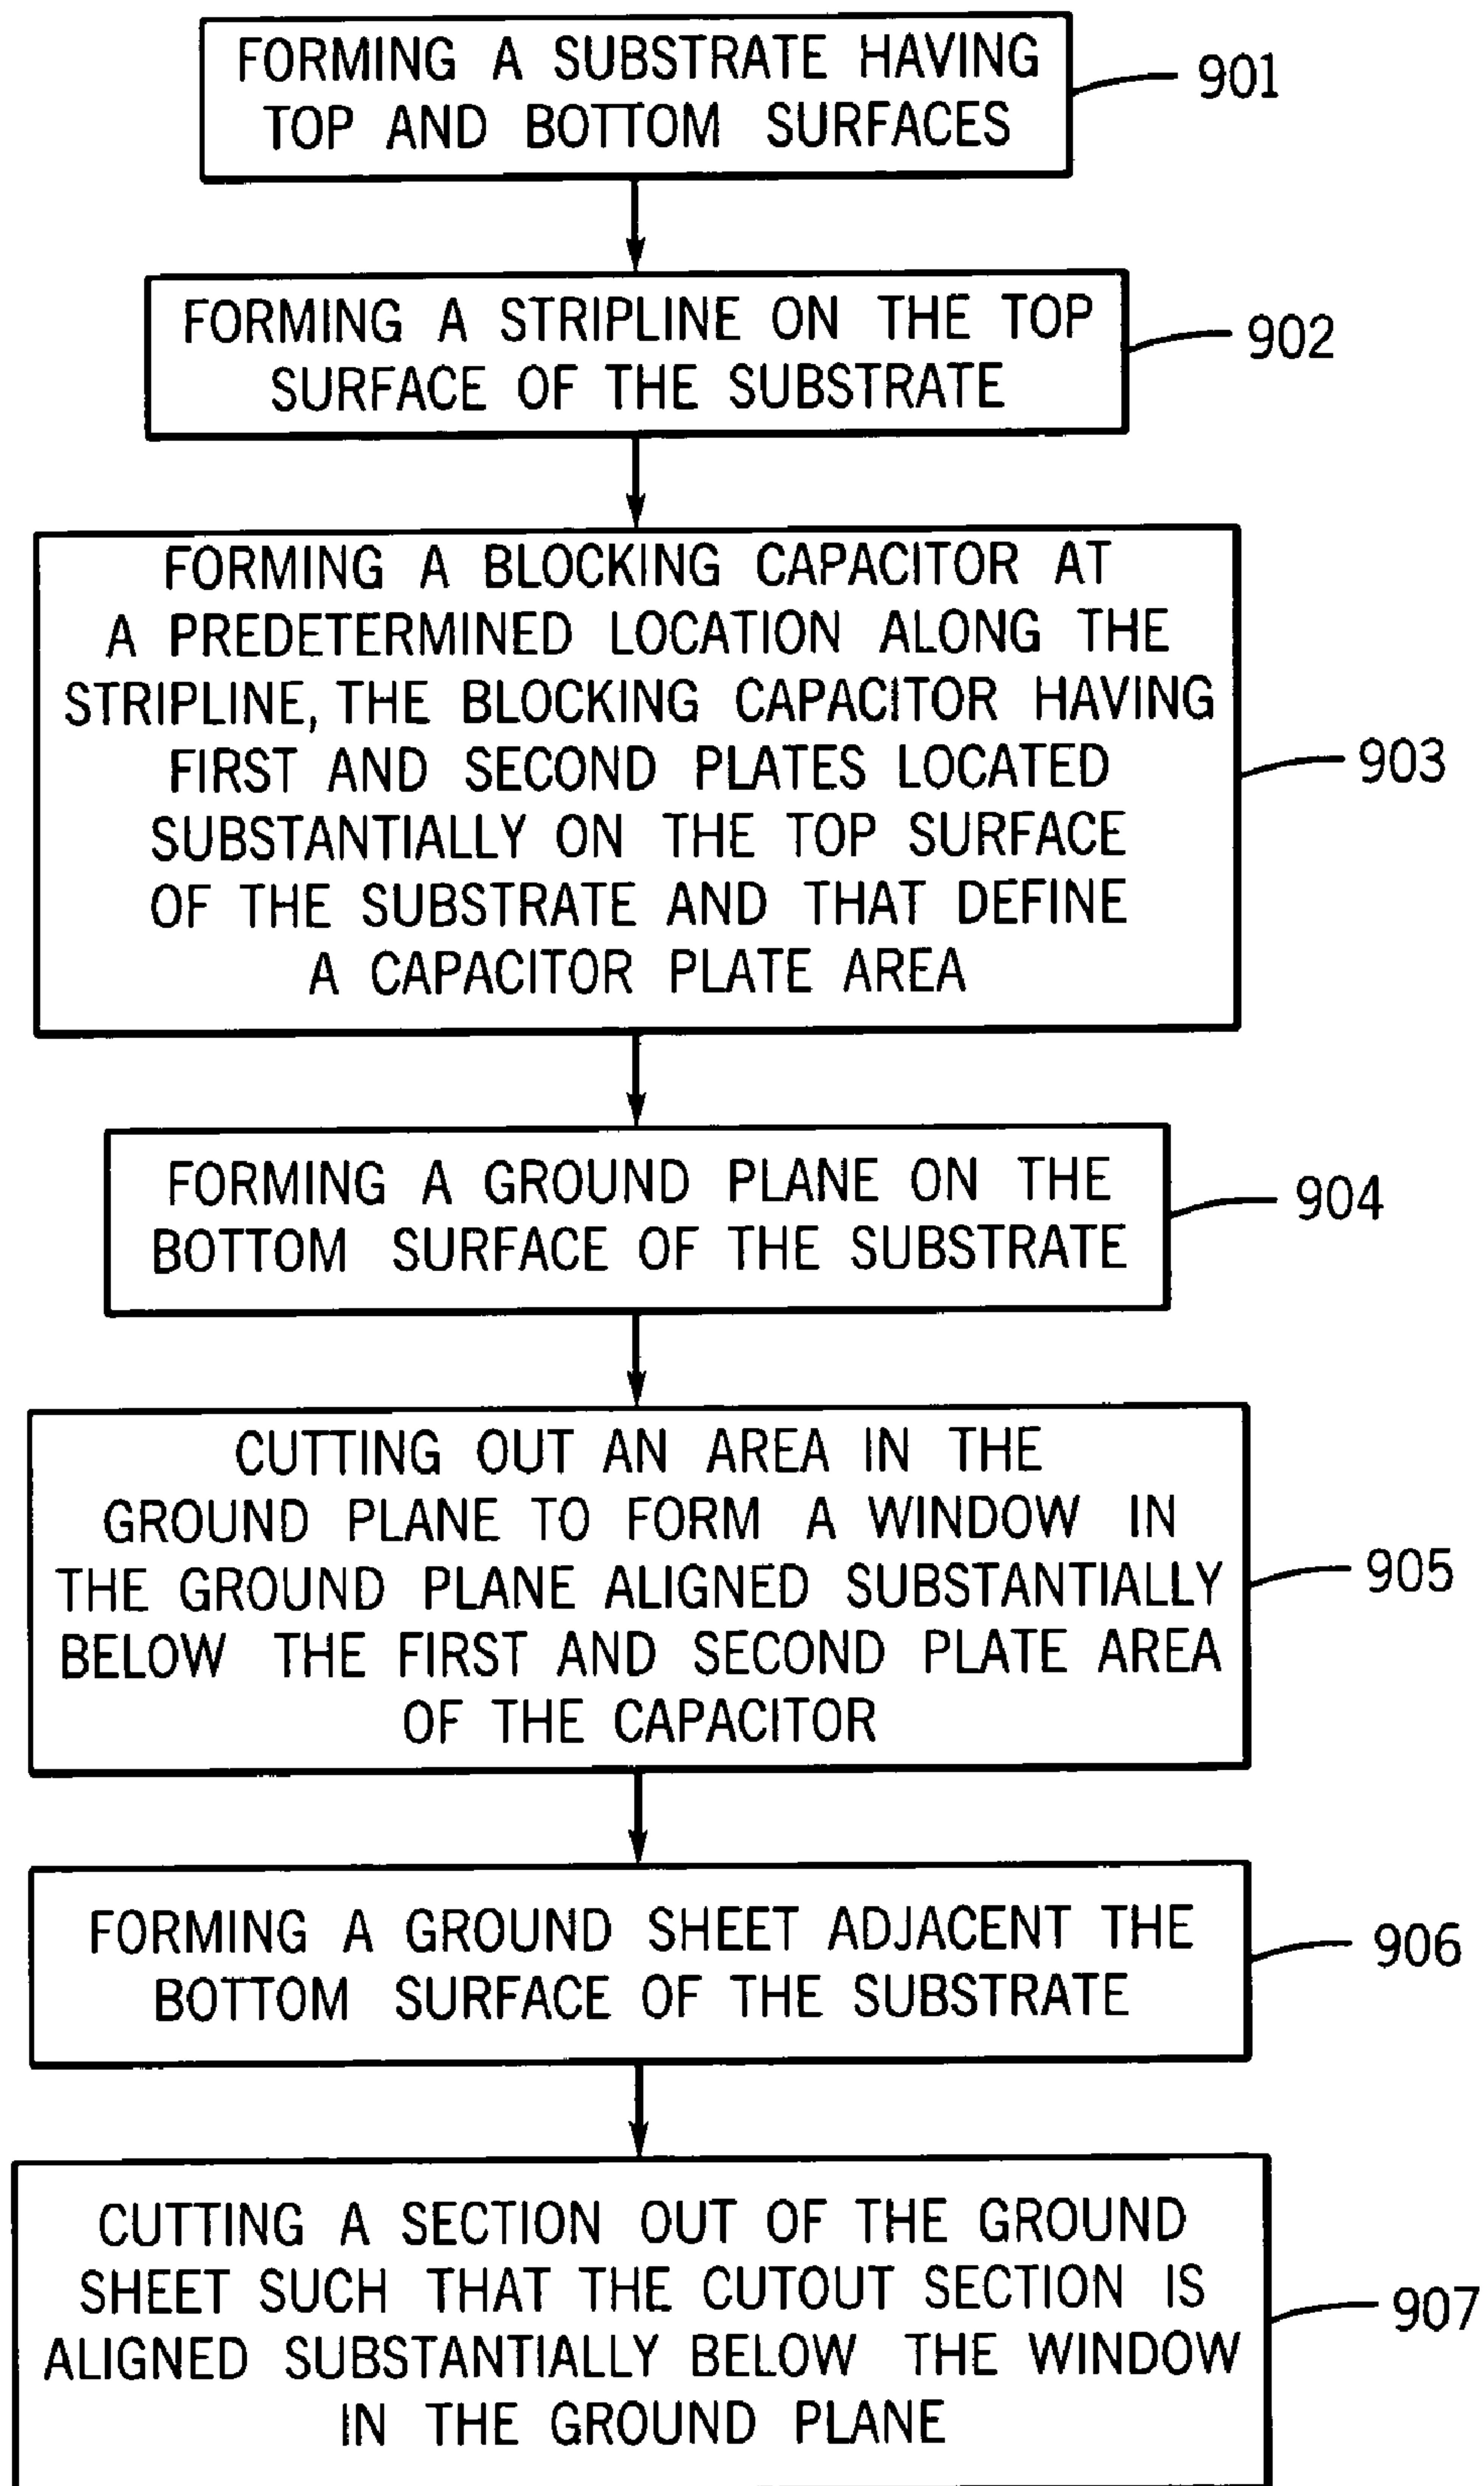 FORMING A SUBSTRATE HAVING
TOP AND BOTTOM SURFACES
901
FORMING A STRIPLINE ON THE TOP
SURFACE OF THE SUBSTRATE
902
FORMING A BLOCKING CAPACITOR AT
A PREDETERMINED LOCATION ALONG THE
STRIPLINE, THE BLOCKING CAPACITOR HAVING
FIRST AND SECOND PLATES LOCATED
SUBSTANTIALLY ON THE TOP SURFACE
OF THE SUBSTRATE AND THAT DEFINE
A CAPACITOR PLATE AREA
903
FORMING A GROUND PLANE ON THE
BOTTOM SURFACE OF THE SUBSTRATE
904
CUTTING OUT AN AREA IN THE
GROUND PLANE TO FORM A WINDOW IN
THE GROUND PLANE ALIGNED SUBSTANTIALLY
BELOW THE FIRST AND SECOND PLATE AREA
OF THE CAPACITOR
905
FORMING A GROUND SHEET ADJACENT THE
BOTTOM SURFACE OF THE SUBSTRATE
906
CUTTING A SECTION OUT OF THE GROUND
SHEET SUCH THAT THE CUTOUT SECTION IS
ALIGNED SUBSTANTIALLY BELOW THE WINDOW
IN THE GROUND PLANE
907